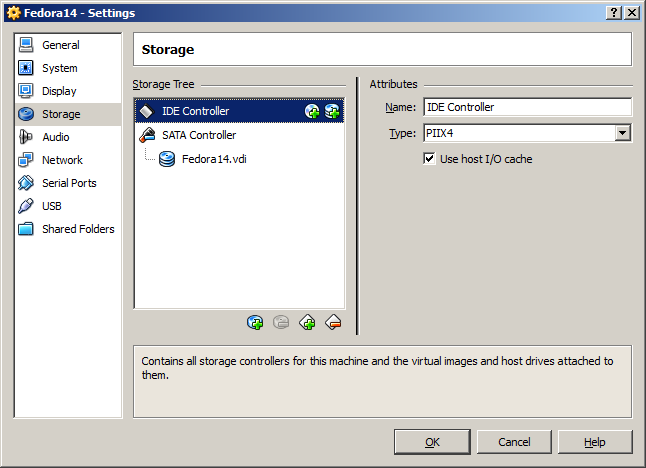 Fedora14 - Settings
General
System
Display
Storage
Audio
Network
Serial Ports
USB
Shared Folders
Storage
Storage Tree
IDE Controller
SATA Controller
Fedora14.vdi
Attributes
Name: IDE Controller
Type: PIIX4
Use host I/O cache
Contains all storage controllers for this machine and the virtual images and host drives attached to
them.
OK Cancel Help